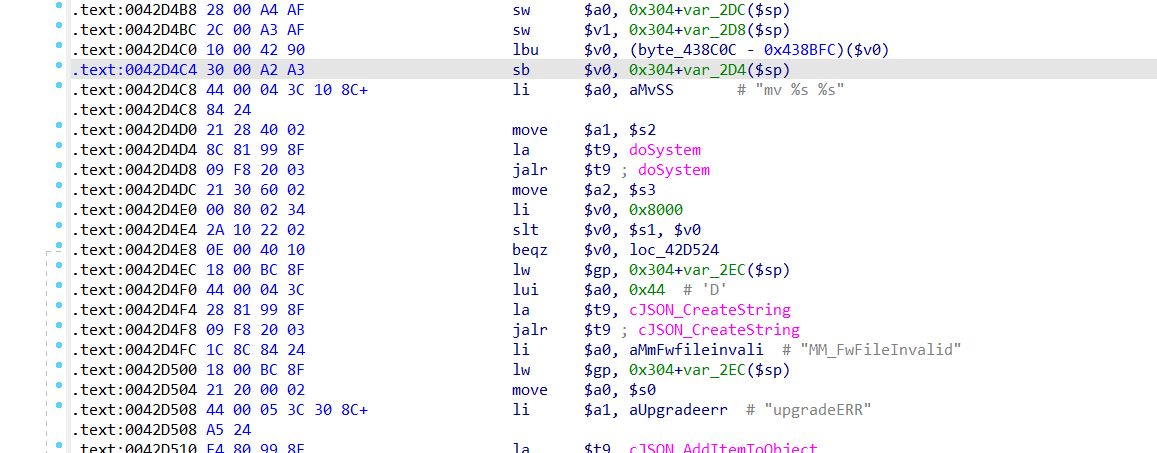 .text:0042D4B8 28 00 A4 AF sw $a0, 0x304+var_2DC($sp)
.text:0042D4BC 2C 00 A3 AF sw $v1, 0x304+var_2D8($sp)
.text:0042D4C0 10 00 42 90 lbu $v0, (byte_438C0C - 0x438BFC)($v0)
.text:0042D4C4 30 00 A2 A3 sb $v0, 0x304+var_2D4($sp)
.text:0042D4C8 44 00 04 3C 10 8C+ li $a0, aMvSS # "mv %s %s"
.text:0042D4C8 84 24
.text:0042D4D0 21 28 40 02 move $a1, $s2
.text:0042D4D4 8C 81 99 8F la $t9, doSystem
.text:0042D4D8 09 F8 20 03 jalr $t9 ; doSystem
.text:0042D4DC 21 30 60 02 move $a2, $s3
.text:0042D4E0 00 80 02 34 li $v0, 0x8000
.text:0042D4E4 2A 10 22 02 slt $v0, $s1, $v0
.text:0042D4E8 0E 00 40 10 beqz $v0, loc_42D524
.text:0042D4EC 18 00 BC 8F lw $gp, 0x304+var_2EC($sp)
.text:0042D4F0 44 00 04 3C lui $a0, 0x44 # 'D'
.text:0042D4F4 28 81 99 8F la $t9, cJSON_CreateString
.text:0042D4F8 09 F8 20 03 jalr $t9 ; cJSON_CreateString
.text:0042D4FC 1C 8C 84 24 li $a0, aMmFwfileinvali # "MM_FwFileInvalid"
.text:0042D500 18 00 BC 8F lw $gp, 0x304+var_2EC($sp)
.text:0042D504 21 20 00 02 move $a0, $s0
.text:0042D508 44 00 05 3C 30 8C+ li $a1, aUpgradeerr # "upgradeERR"
.text:0042D508 A5 24
.text:0042D510 E4 80 99 8F la $t9, cJSON_AddItemToObject